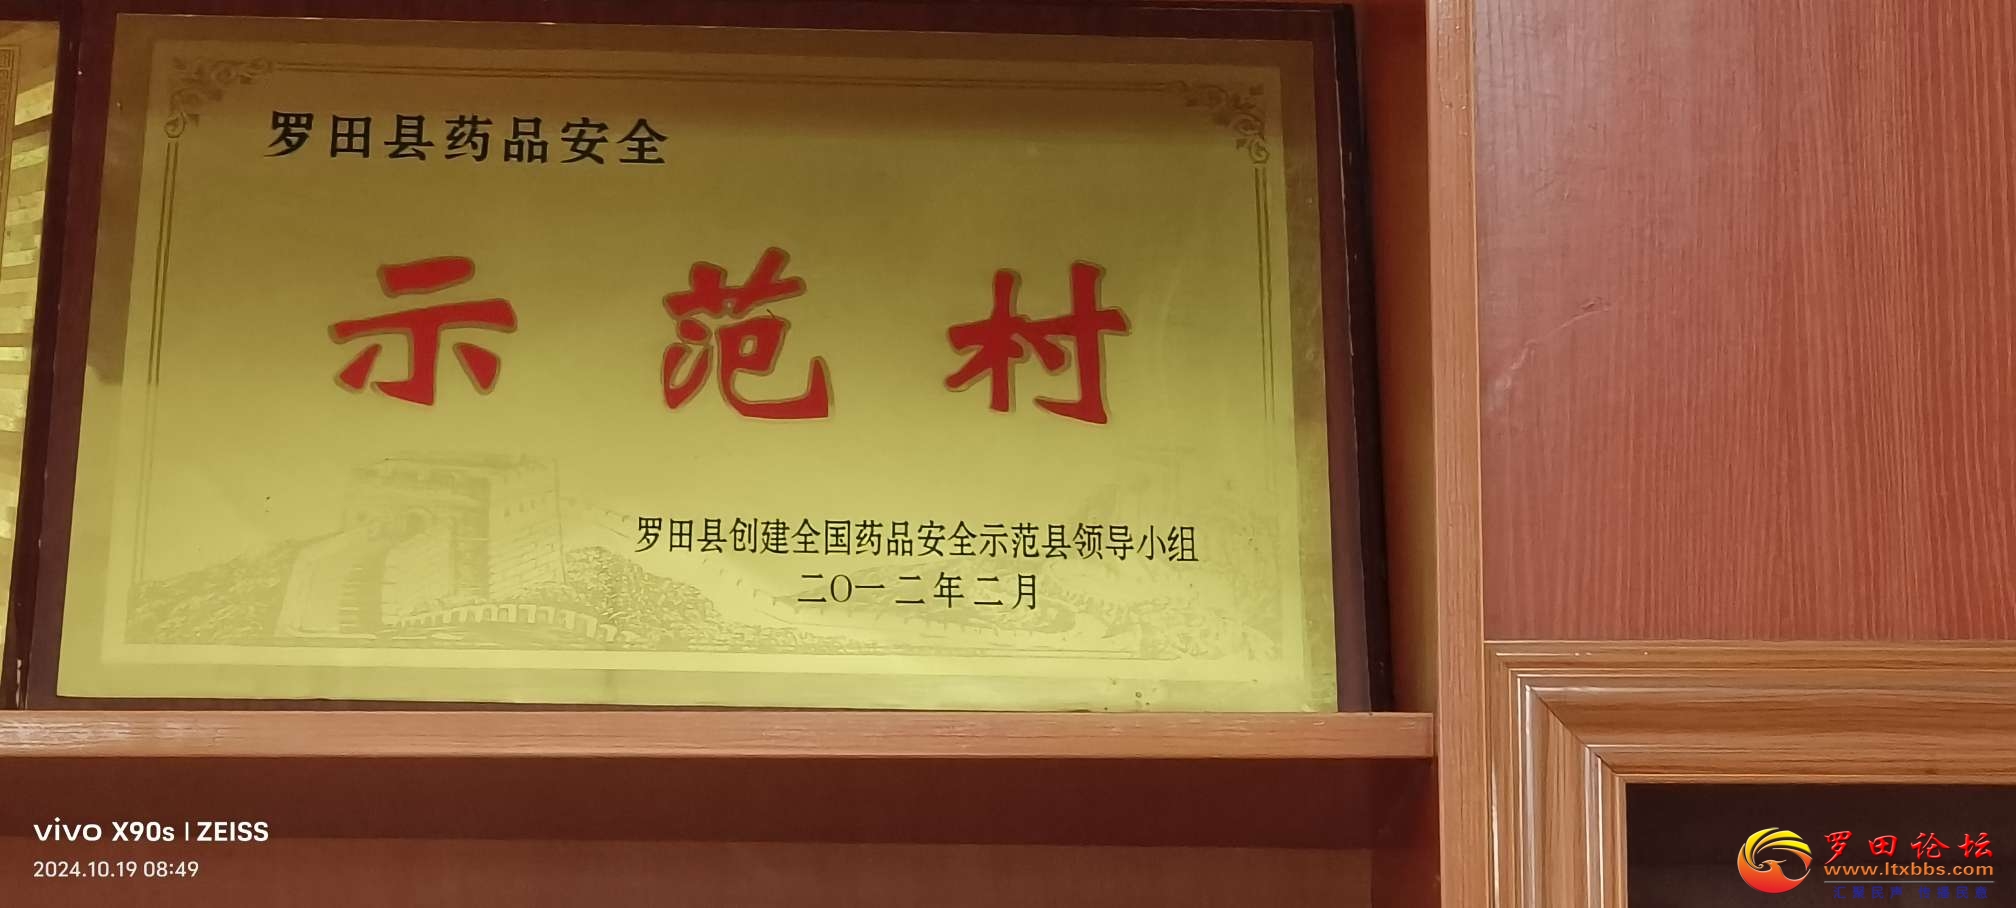 罗田县药品安全
示范村
罗田县创建全国药品安全示范县领导小组
二〇一二年二月
vivo X90s | ZEISS
2024.10.19 08:49
罗田论坛
www.ltxbbs.com